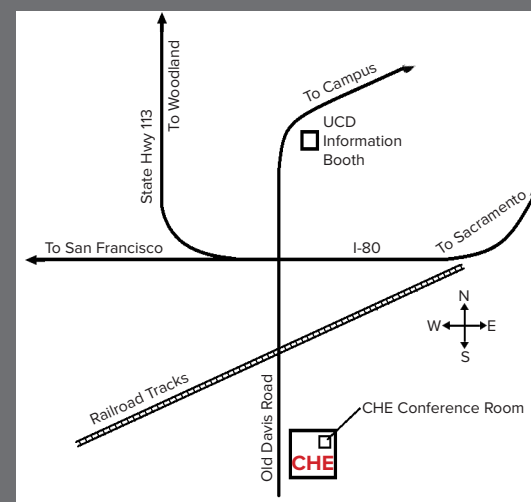 To Campus
To Woodland
State Hwy 113
UCD
Information
Booth
To San Francisco
I-80
To Sacramento
N
W
E
S
Railroad Tracks
Old Davis Road
CHE Conference Room
CHE